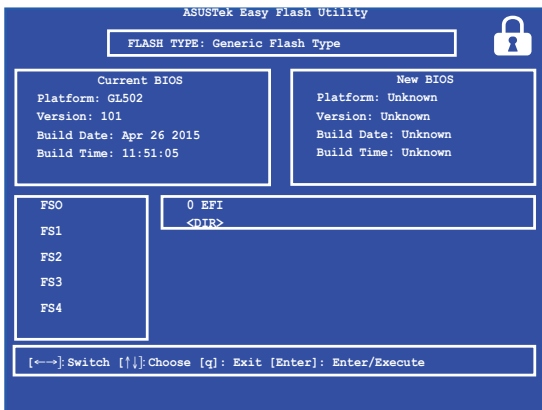 ASUSTek Easy Flash Utility
FLASH TYPE: Generic Flash Type
Current BIOS
Platform: GL502
Version: 101
Build Date: Apr 26 2015
Build Time: 11:51:05
New BIOS
Platform: Unknown
Version: Unknown
Build Date: Unknown
Build Time: Unknown
FSO
FS1
FS2
FS3
FS4
0 EFI
<DIR>
[←→]: Switch [↑↓]: Choose [q]: Exit [Enter]: Enter/Execute